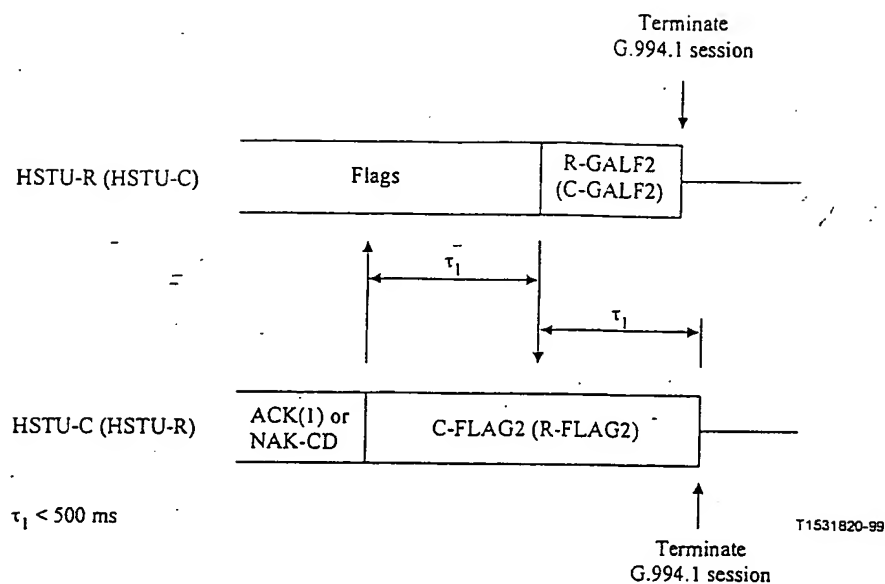 Terminate
G.994.1 session
HSTU-R (HSTU-C)
Flags
R-GALF2
(C-GALF2)
τ1
τ1
HSTU-C (HSTU-R)
ACK(1) or
NAK-CD
C-FLAG2 (R-FLAG2)
τ1 < 500 ms
T1531820-99
Terminate
G.994.1 session